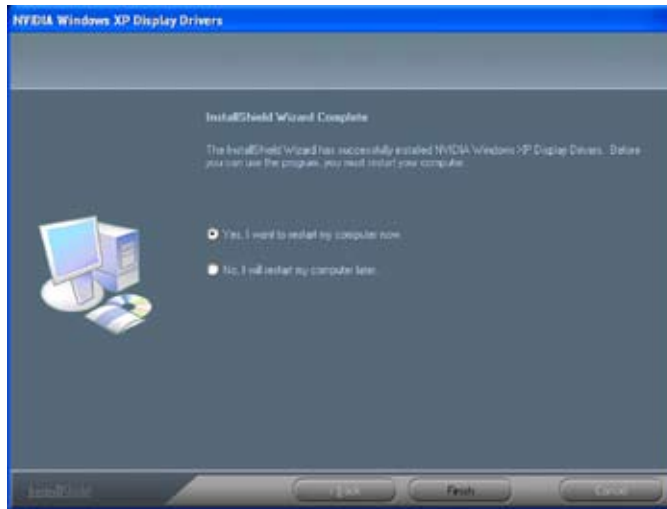 NVIDIA Windows XP Display Drivers
InstallShield Wizard Complete
The InstallShield Wizard has successfully installed NVIDIA Windows XP Display Drivers. Before
you can use the program, you must restart your computer.
Yes, I want to restart my computer now.
No, I will restart my computer later.
InstallShield
< Back
Finish
Cancel